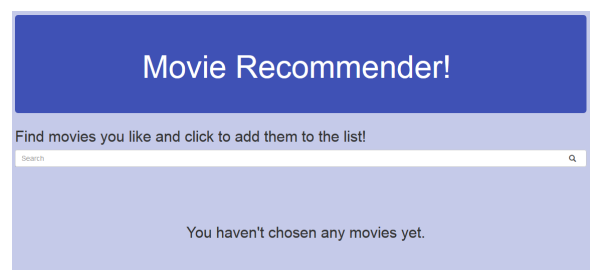 Movie Recommender!
Find movies you like and click to add them to the list!
Search
You haven't chosen any movies yet.